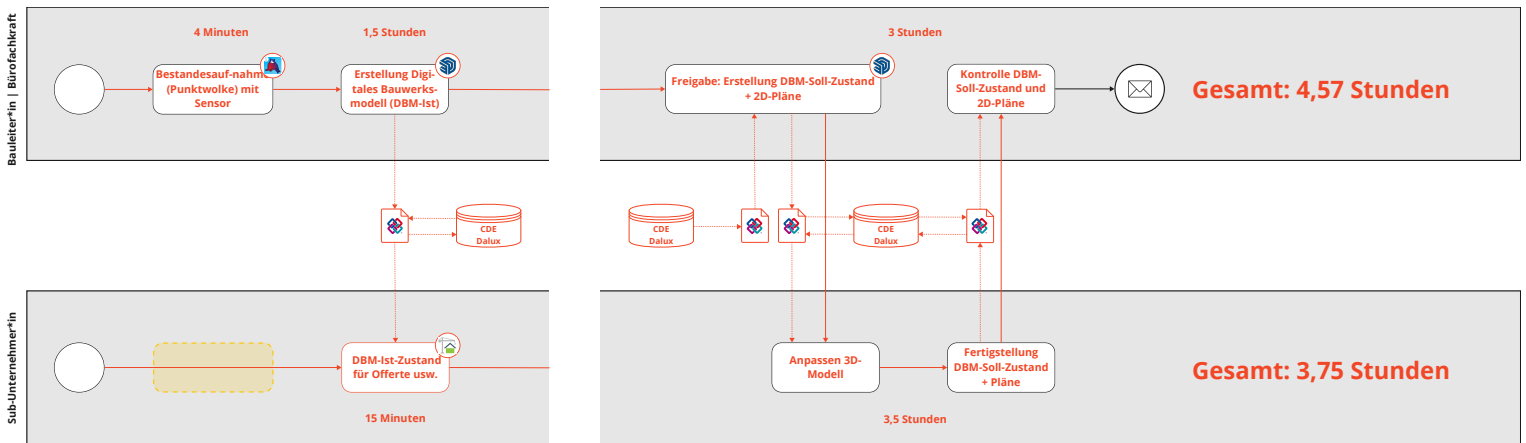 Bauleiter*in | Bürofachkraft
4 Minuten
1,5 Stunden
3 Stunden
Bestandesauf-nahme
(Punktwolke) mit
Sensor
Erstellung Digi-
tales Bauwerks-
modell (DBM-Ist)
Freigabe: Erstellung DBM-Soll-Zustand
+ 2D-Pläne
Kontrolle DBM-
Soll-Zustand und
2D-Pläne
Gesamt: 4,57 Stunden
CDE
Dalux
CDE
Dalux
CDE
Dalux
Sub-Unternehmer*in
DBM-Ist-Zustand
für Offerte usw.
Anpassen 3D-
Modell
Fertigstellung
DBM-Soll-Zustand
+ Pläne
Gesamt: 3,75 Stunden
15 Minuten
3,5 Stunden